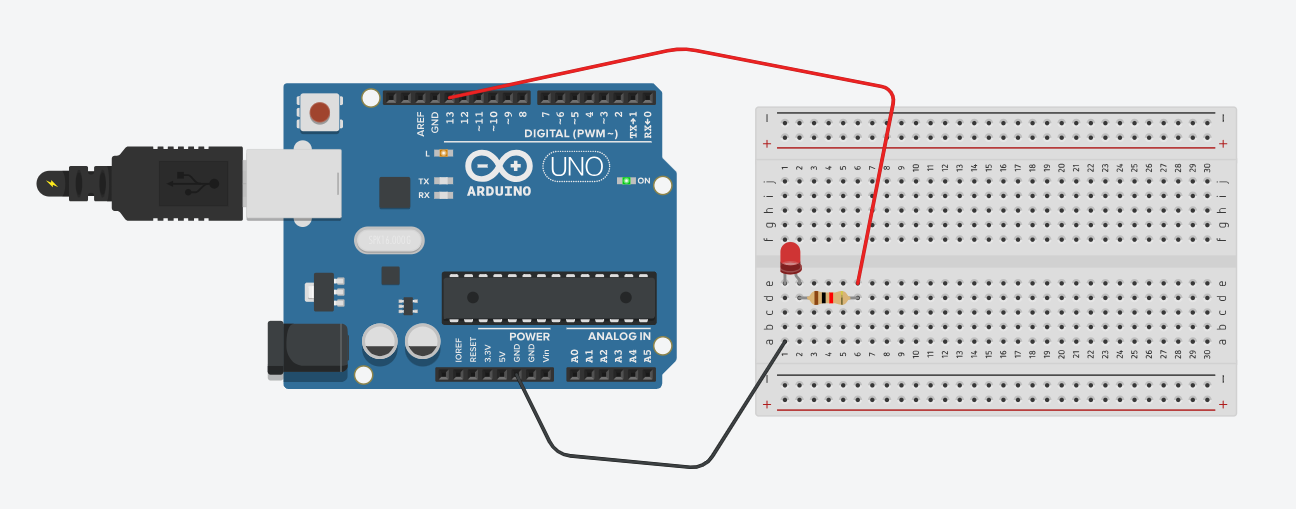 AREF
GND
13
12
~11
~10
~9
8
7
~6
~5
4
~3
2
TX→1
RX←0
DIGITAL (PWM~)
L
TX
RX
ARDUINO
UNO
ON
POWER
ANALOG IN
IOREF
RESET
3.3V
5V
GND
GND
Vin
A0
A1
A2
A3
A4
A5
− −
+ +
1 2 3 4 5 6 7 8 9 10 11 12 13 14 15 16 17 18 19 20 21 22 23 24 25 26 27 28 29 30
j j
i i
h h
g g
f f
e e
d d
c c
b b
a a
1 2 3 4 5 6 7 8 9 10 11 12 13 14 15 16 17 18 19 20 21 22 23 24 25 26 27 28 29 30
− −
+ +